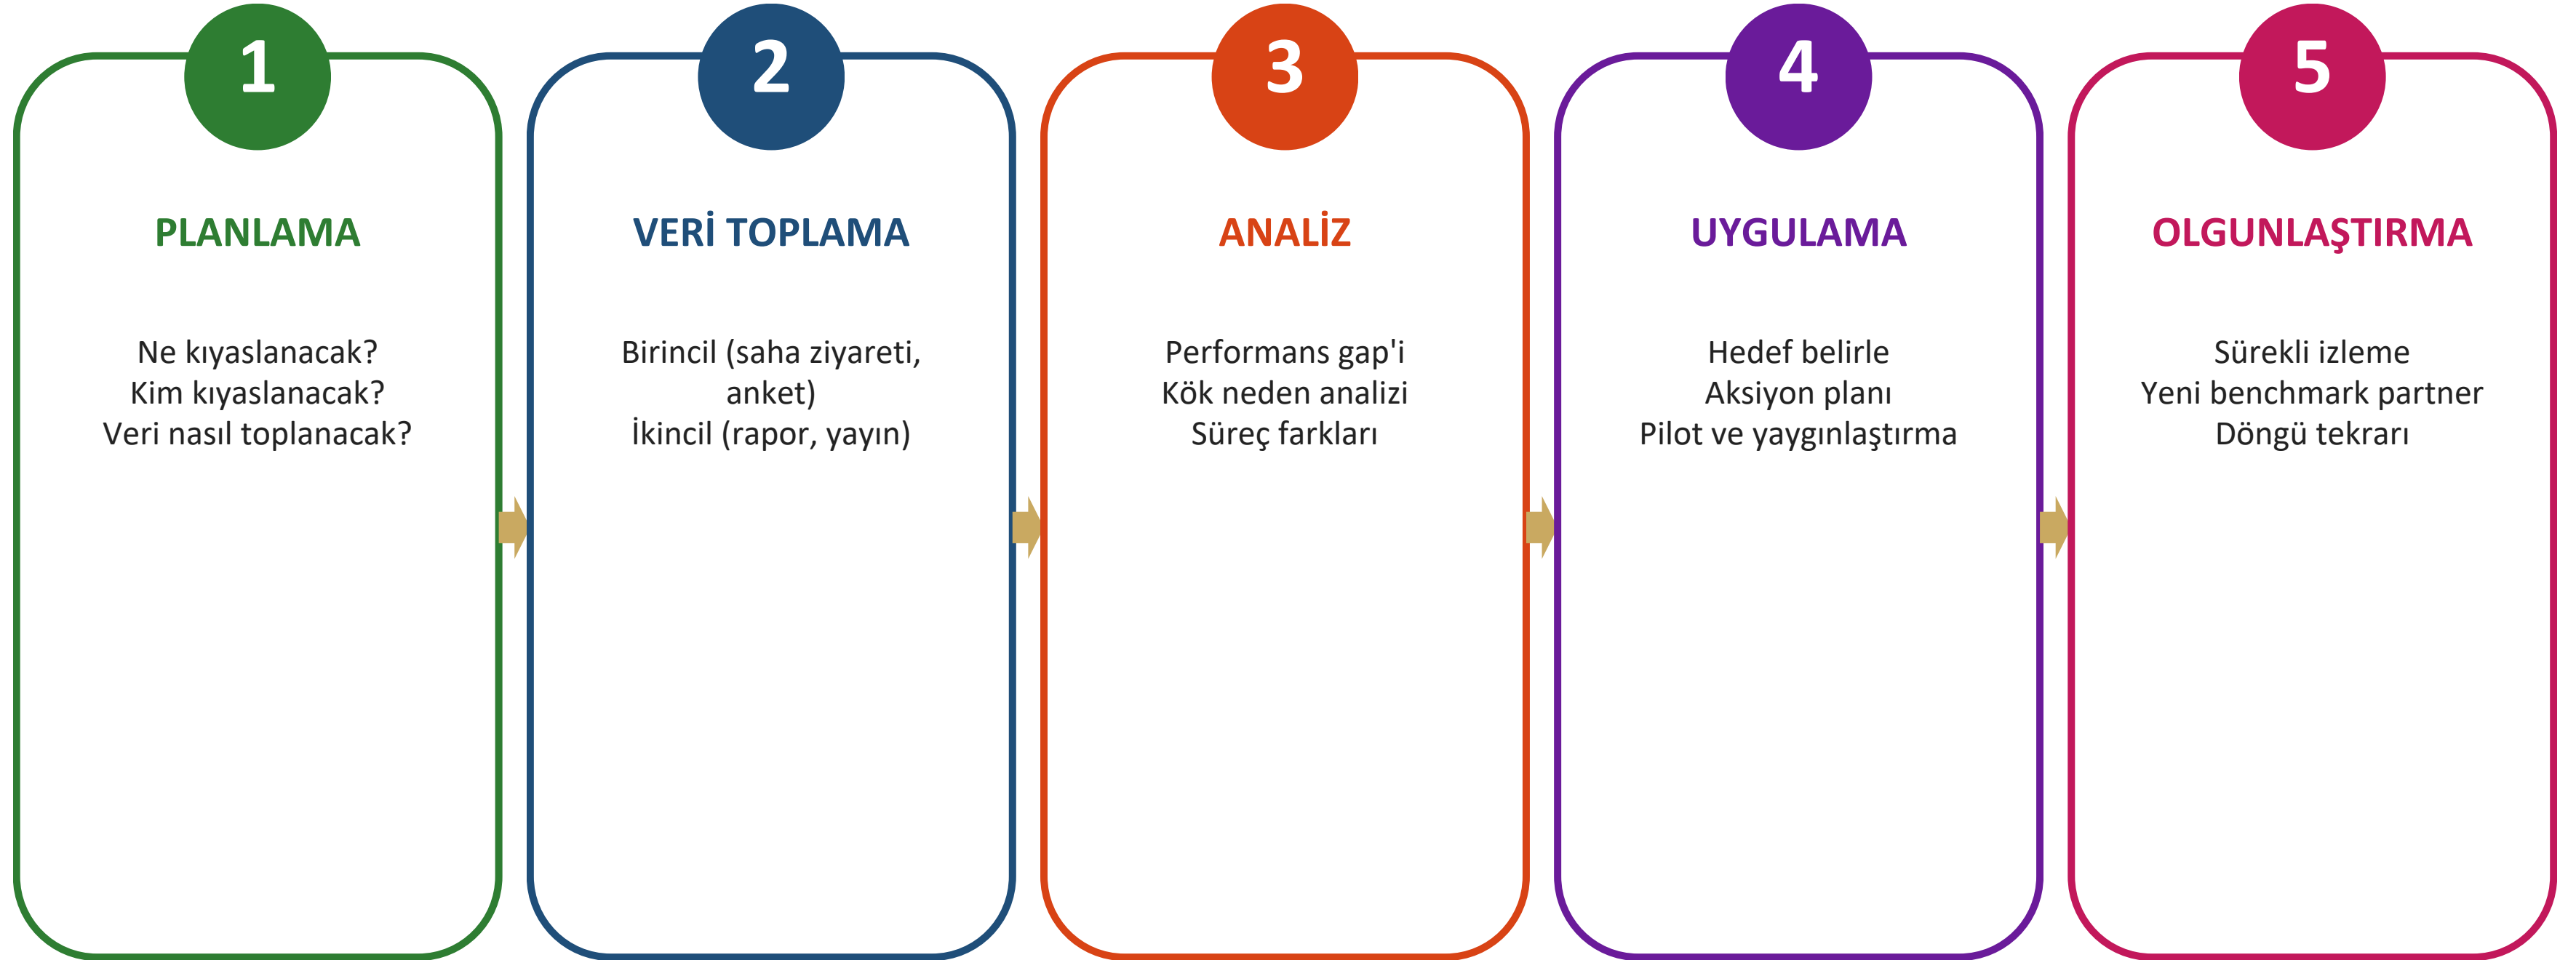 1
PLANLAMA
Ne kıyaslanacak?
Kim kıyaslanacak?
Veri nasıl toplanacak?
2
VERİ TOPLAMA
Birincil (saha ziyareti,
anket)
İkincil (rapor, yayın)
3
ANALİZ
Performans gap'i
Kök neden analizi
Süreç farkları
4
UYGULAMA
Hedef belirle
Aksiyon planı
Pilot ve yaygınlaştırma
5
OLGUNLAŞTIRMA
Sürekli izleme
Yeni benchmark partner
Döngü tekrarı